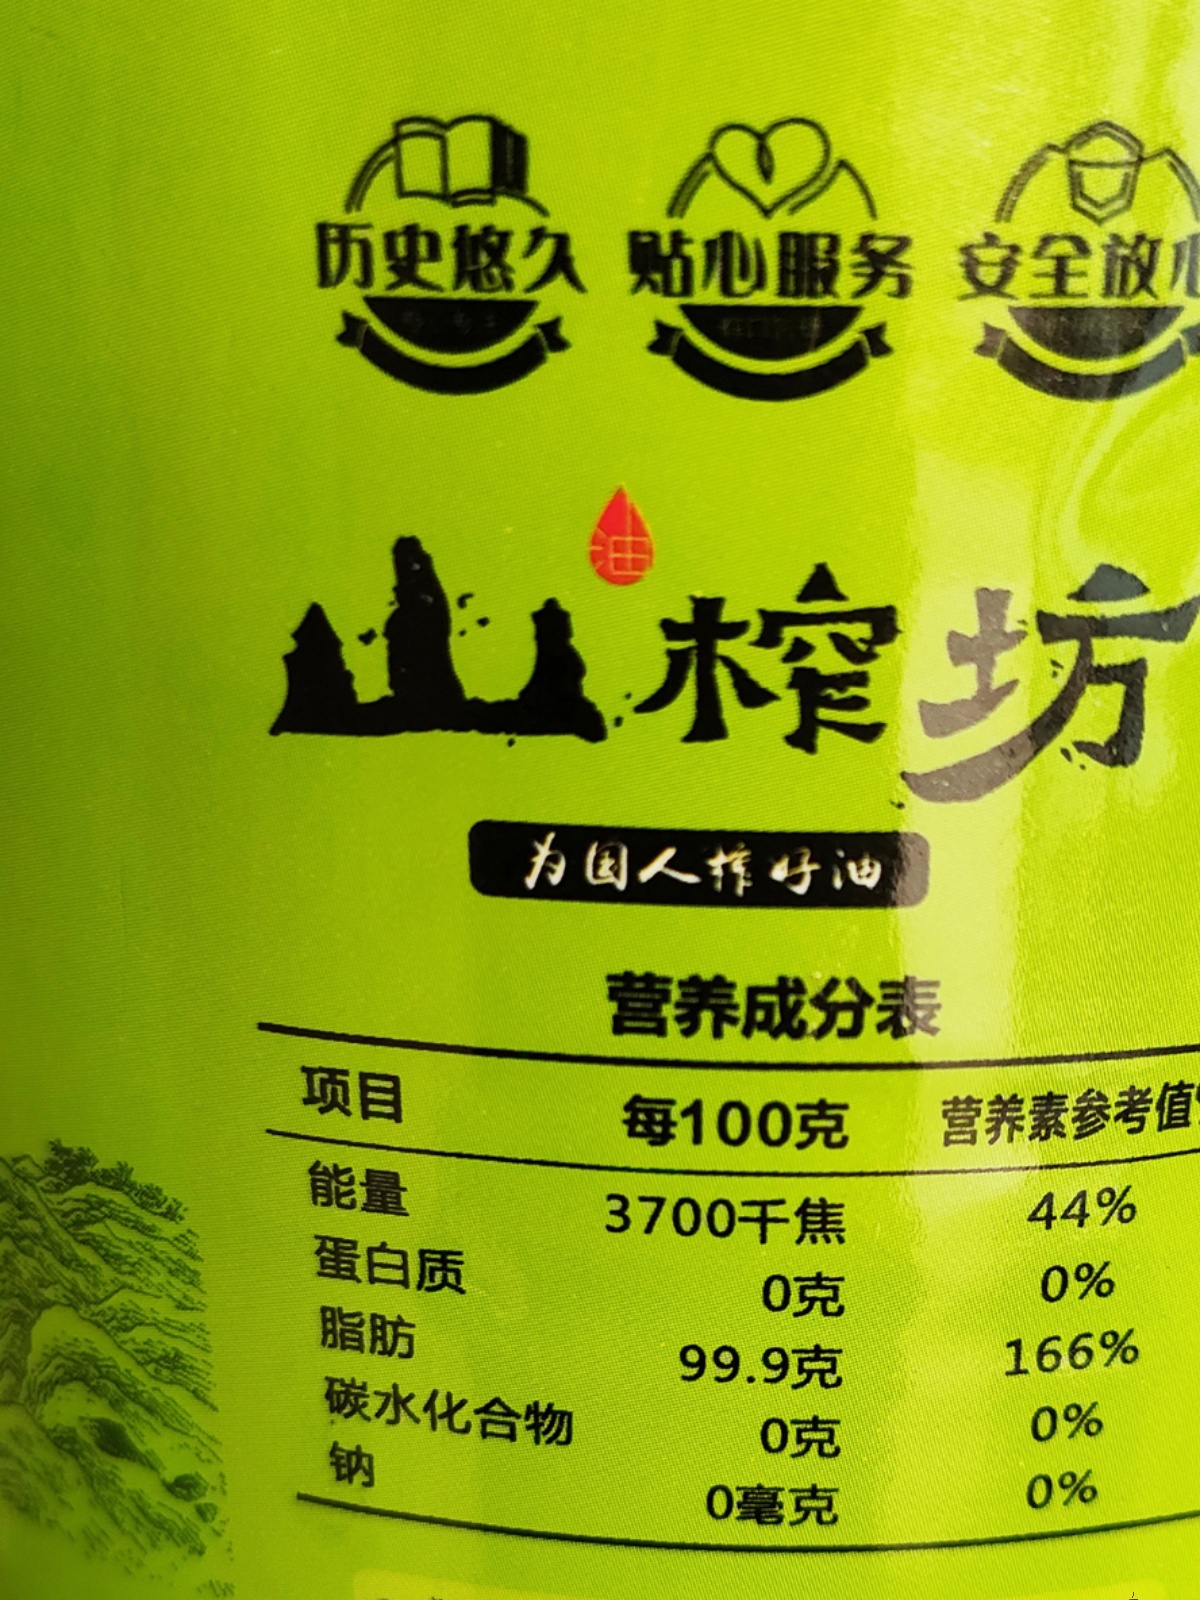 历史悠久 贴心服务 安全放心
油
山榨坊
为国人榨好油
营养成分表
项目 每100克 营养素参考值%
能量 3700千焦 44%
蛋白质 0克 0%
脂肪 99.9克 166%
碳水化合物 0克 0%
钠 0毫克 0%